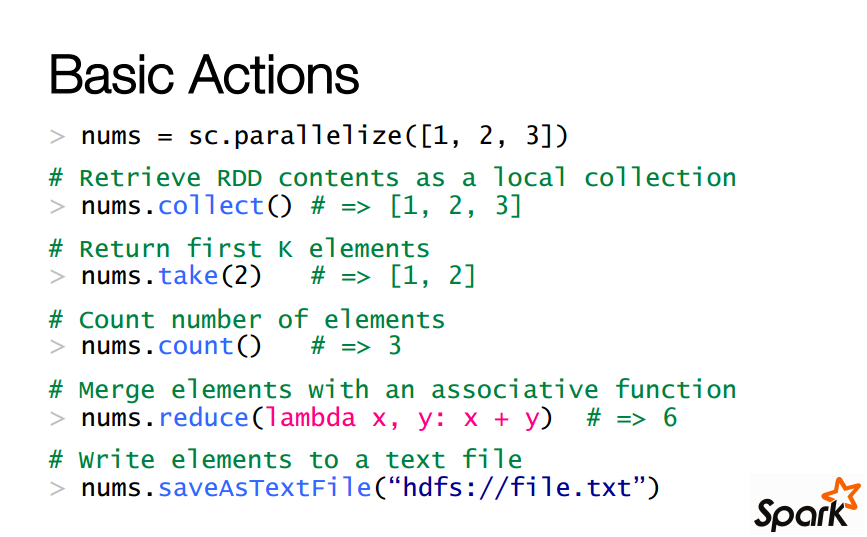 Basic Actions
> nums = sc.parallelize([1, 2, 3])
# Retrieve RDD contents as a local collection
> nums.collect() # => [1, 2, 3]
# Return first K elements
> nums.take(2)   # => [1, 2]
# Count number of elements
> nums.count()   # => 3
# Merge elements with an associative function
> nums.reduce(lambda x, y: x + y)  # => 6
# Write elements to a text file
> nums.saveAsTextFile(“hdfs://file.txt”)
Spark